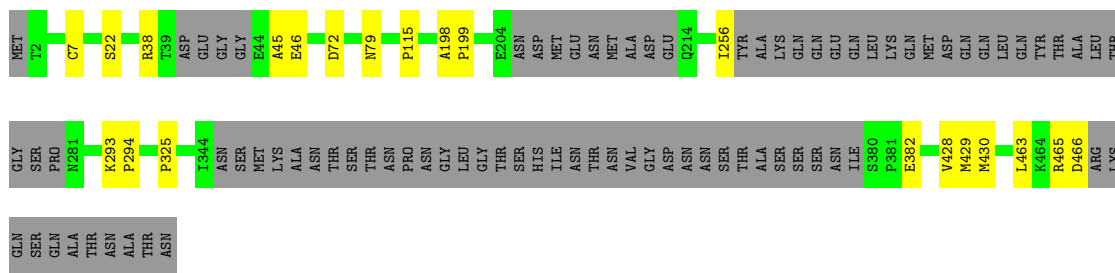 MET T2 C7 S22 R38 T39 ASP GLU GLY GLY E44 A45 E46 D72 N79 P115 A198 P199 E204 ASN ASP MET GLU ASN MET ALA ASP GLU Q214 I256 TYR ALA LYS GLN GLN GLU GLN LEU LYS GLN MET ASP GLN GLN LEU GLN TYR THR ALA LEU THR
GLY SER PRO N281 K293 P294 P325 I344 ASN SER MET LYS ALA ASN THR SER THR ASN PRO ASN GLY LEU GLY THR SER HIS ILE ASN THR ASN VAL GLY ASP ASN ASN SER THR ALA SER SER SER ASN ILE S380 P381 E382 V428 M429 M430 L463 K464 R465 D466 ARG LYS
GLN SER GLN ALA THR ASN ALA THR ASN